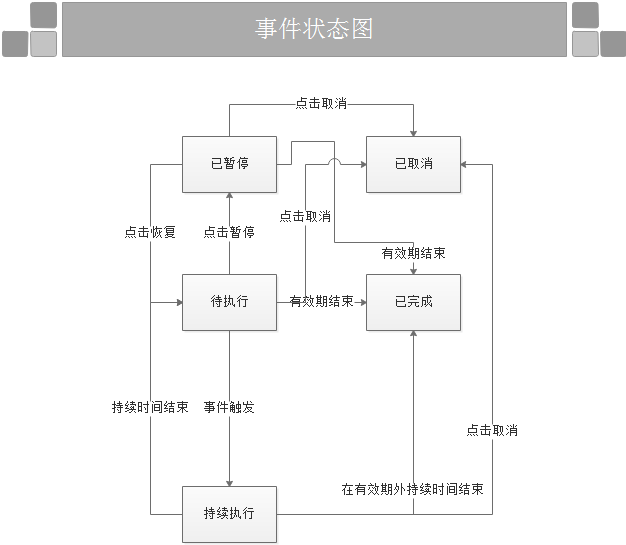 事件状态图
点击取消
已暂停
已取消
点击取消
点击恢复
点击暂停
有效期结束
待执行
有效期结束
已完成
持续时间结束
事件触发
点击取消
在有效期外持续时间结束
持续执行